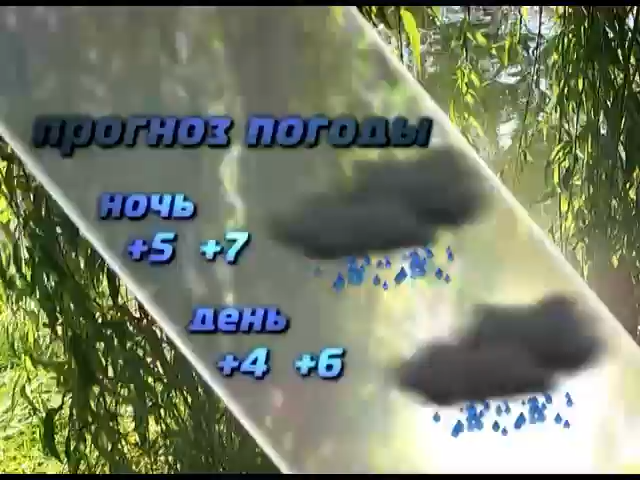 прогноз погоды
ночь
+5 +7
день
+4 +6